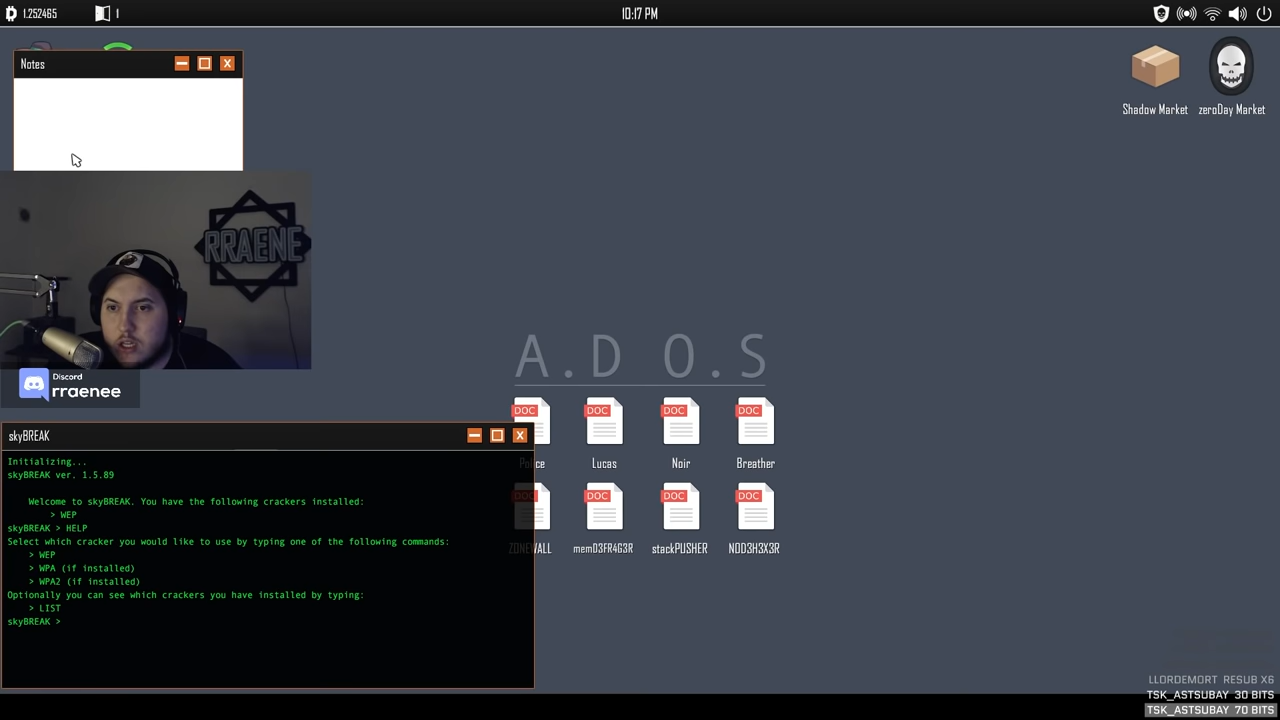 1.252465
1
10:17 PM
Notes
Shadow Market
zeroDay Market
RRAENE
Discord
rraenee
A.D O.S
DOC
DOC
DOC
DOC
Police
Lucas
Noir
Breather
DOC
DOC
DOC
DOC
ZONEWALL
memD3FR4G3R
stackPUSHER
NOD3H3X3R
skyBREAK
Initializing...
skyBREAK ver. 1.5.89
Welcome to skyBREAK. You have the following crackers installed:
> WEP
skyBREAK > HELP
Select which cracker you would like to use by typing one of the following commands:
> WEP
> WPA (if installed)
> WPA2 (if installed)
Optionally you can see which crackers you have installed by typing:
> LIST
skyBREAK >
LLORDEMORT RESUB X6
TSK_ASTSUBAY 30 BITS
TSK_ASTSUBAY 70 BITS